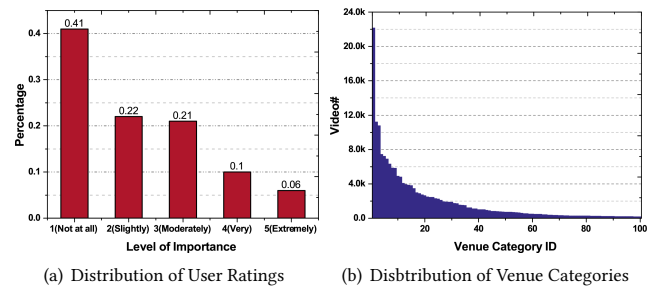 0.4
0.3
0.2
0.1
0.0
Percentage
0.41
0.22
0.21
0.1
0.06
1(Not at all) 2(Slightly) 3(Moderately) 4(Very) 5(Extremely)
Level of Importance
(a) Distribution of User Ratings
24.0k
20.0k
16.0k
12.0k
8.0k
4.0k
0.0
Video#
20 40 60 80 100
Venue Category ID
(b) Disbtribution of Venue Categories